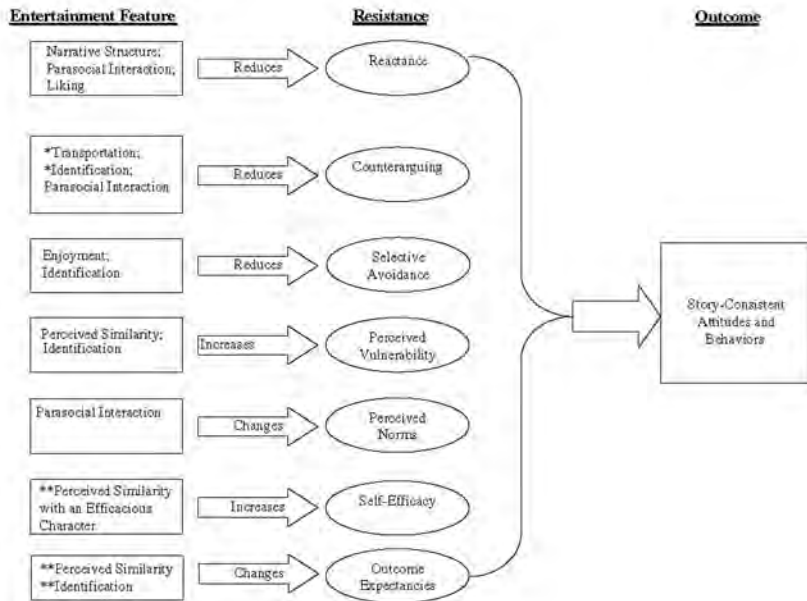 Entertainment Feature
Resistance
Outcome
Narrative Structure;
Parasocial Interaction;
Liking
Reduces
Reactance
*Transportation;
*Identification;
Parasocial Interaction
Reduces
Counterarguing
Enjoyment;
Identification
Reduces
Selective
Avoidance
Perceived Similarity;
Identification
Increases
Perceived
Vulnerability
Parasocial Interaction
Changes
Perceived
Norms
**Perceived Similarity
with an Efficacious
Character
Increases
Self-Efficacy
**Perceived Similarity
**Identification
Changes
Outcome
Expectancies
Story-Consistent
Attitudes and
Behaviors